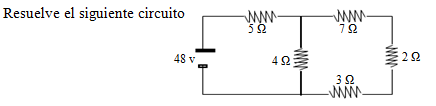 Resuelve el siguiente circuito
5 Ω
7 Ω
48 v
4 Ω
2 Ω
3 Ω